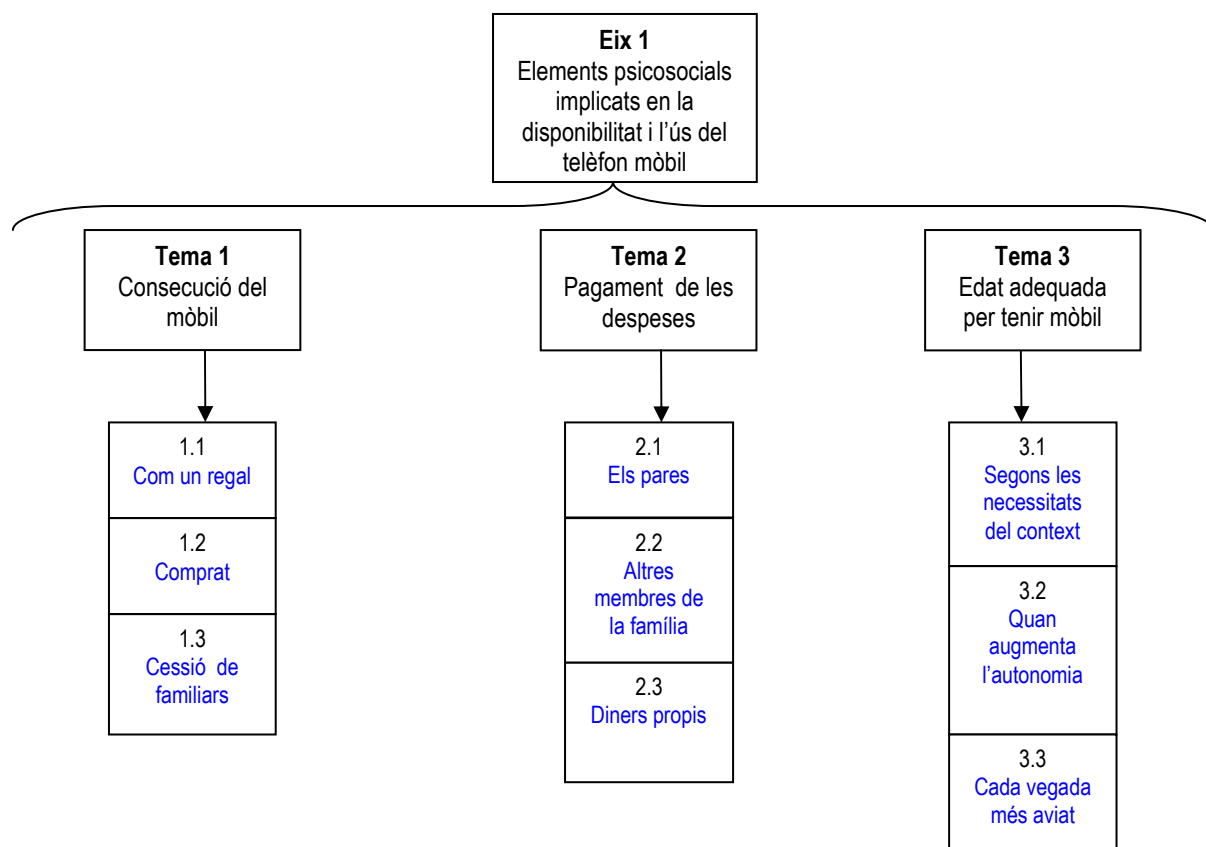 Eix 1
Elements psicosocials
implicats en la
disponibilitat i l’ús del
telèfon mòbil
Tema 1
Consecució del
mòbil
Tema 2
Pagament de les
despeses
Tema 3
Edat adequada
per tenir mòbil
1.1
Com un regal
1.2
Comprat
1.3
Cessió de
familiars
2.1
Els pares
2.2
Altres
membres de
la família
2.3
Diners propis
3.1
Segons les
necessitats
del context
3.2
Quan
augmenta
l’autonomia
3.3
Cada vegada
més aviat